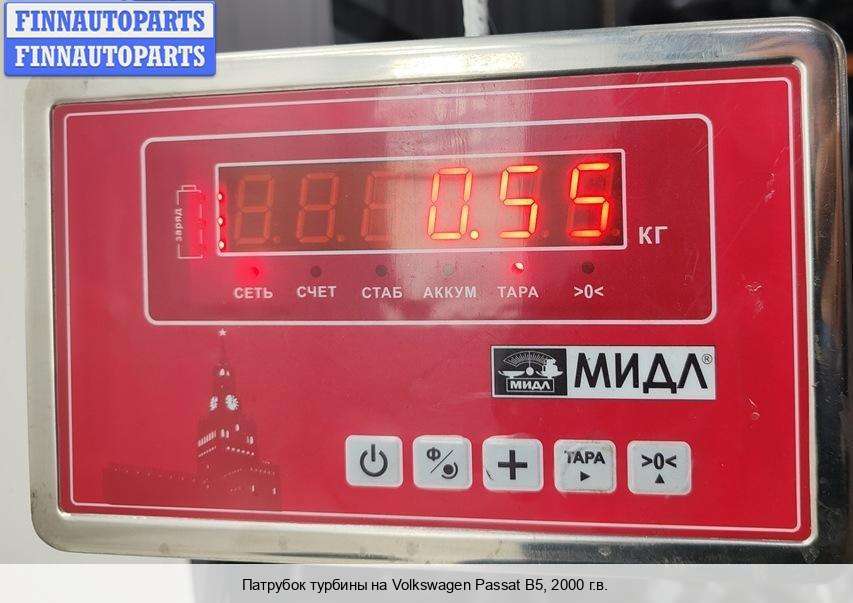 FINNAUTOPARTS
FINNAUTOPARTS
заряд
0.55
КГ
СЕТЬ СЧЕТ СТАБ АККУМ ТАРА >0<
МИДЛ МИДЛ®
Ф/ ТАРА >0<
Патрубок турбины на Volkswagen Passat B5, 2000 г.в.